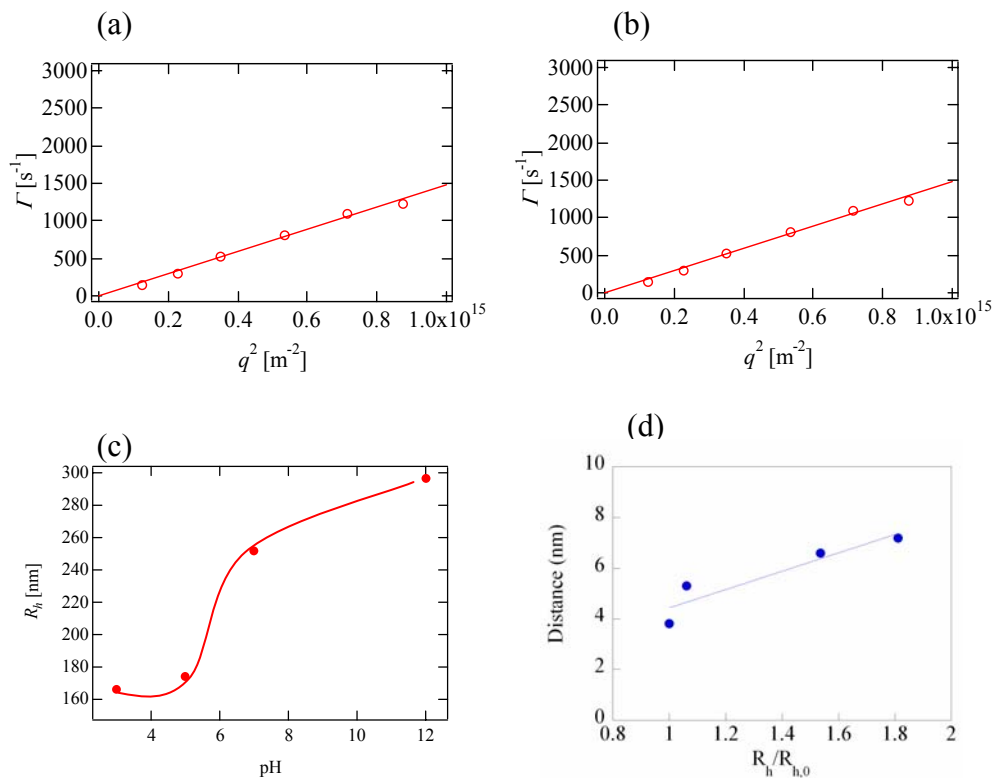 (a)
3000
2500
2000
1500
1000
500
0
Γ [s⁻¹]
0.0 0.2 0.4 0.6 0.8 1.0x10¹⁵
q² [m⁻²]
(b)
3000
2500
2000
1500
1000
500
0
Γ [s⁻¹]
0.0 0.2 0.4 0.6 0.8 1.0x10¹⁵
q² [m⁻²]
(c)
300
280
260
240
220
200
180
160
R_h [nm]
4 6 8 10 12
pH
(d)
10
8
6
4
2
0
Distance (nm)
0.8 1 1.2 1.4 1.6 1.8 2
R_h/R_h,0